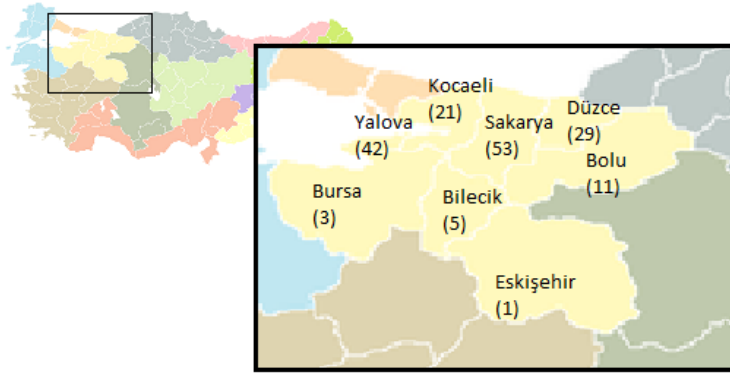 Kocaeli
(21)
Düzce
(29)
Yalova
(42)
Sakarya
(53)
Bolu
(11)
Bursa
(3)
Bilecik
(5)
Eskişehir
(1)